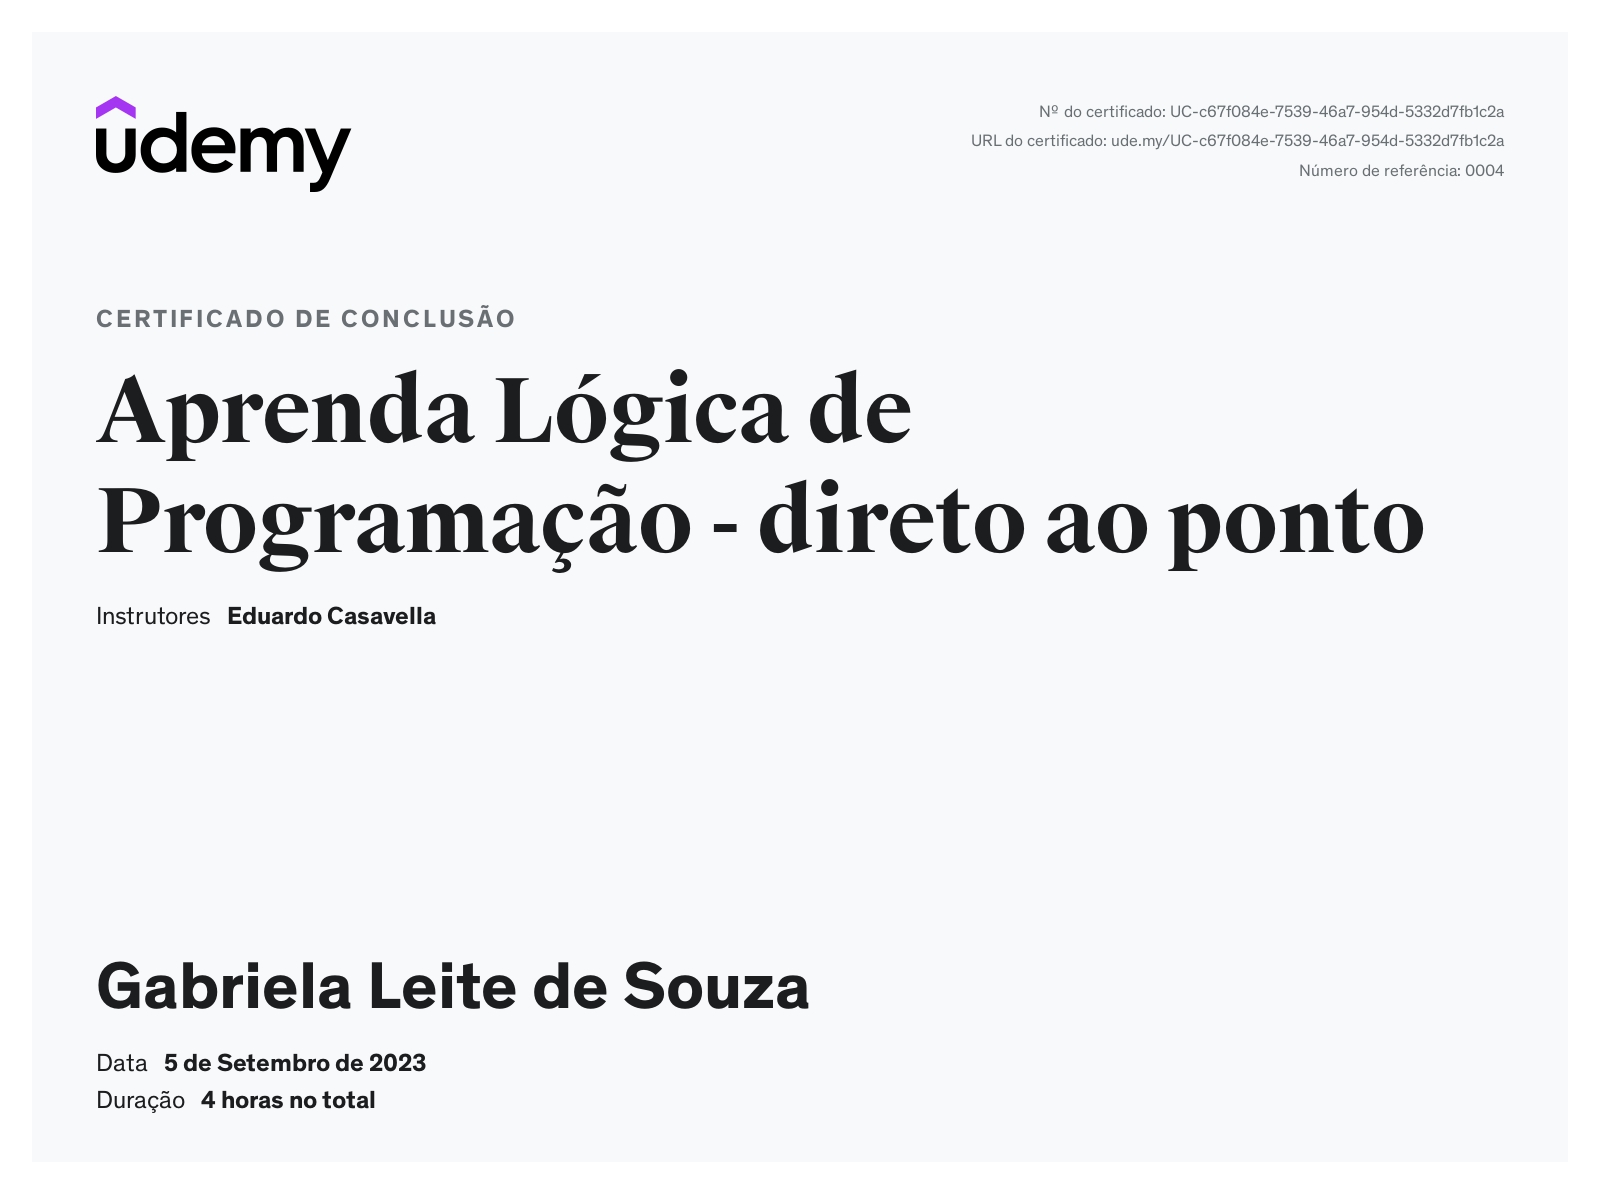 udemy
Nº do certificado: UC-c67f084e-7539-46a7-954d-5332d7fb1c2a
URL do certificado: ude.my/UC-c67f084e-7539-46a7-954d-5332d7fb1c2a
Número de referência: 0004
CERTIFICADO DE CONCLUSÃO
Aprenda Lógica de
Programação - direto ao ponto
Instrutores Eduardo Casavella
Gabriela Leite de Souza
Data 5 de Setembro de 2023
Duração 4 horas no total